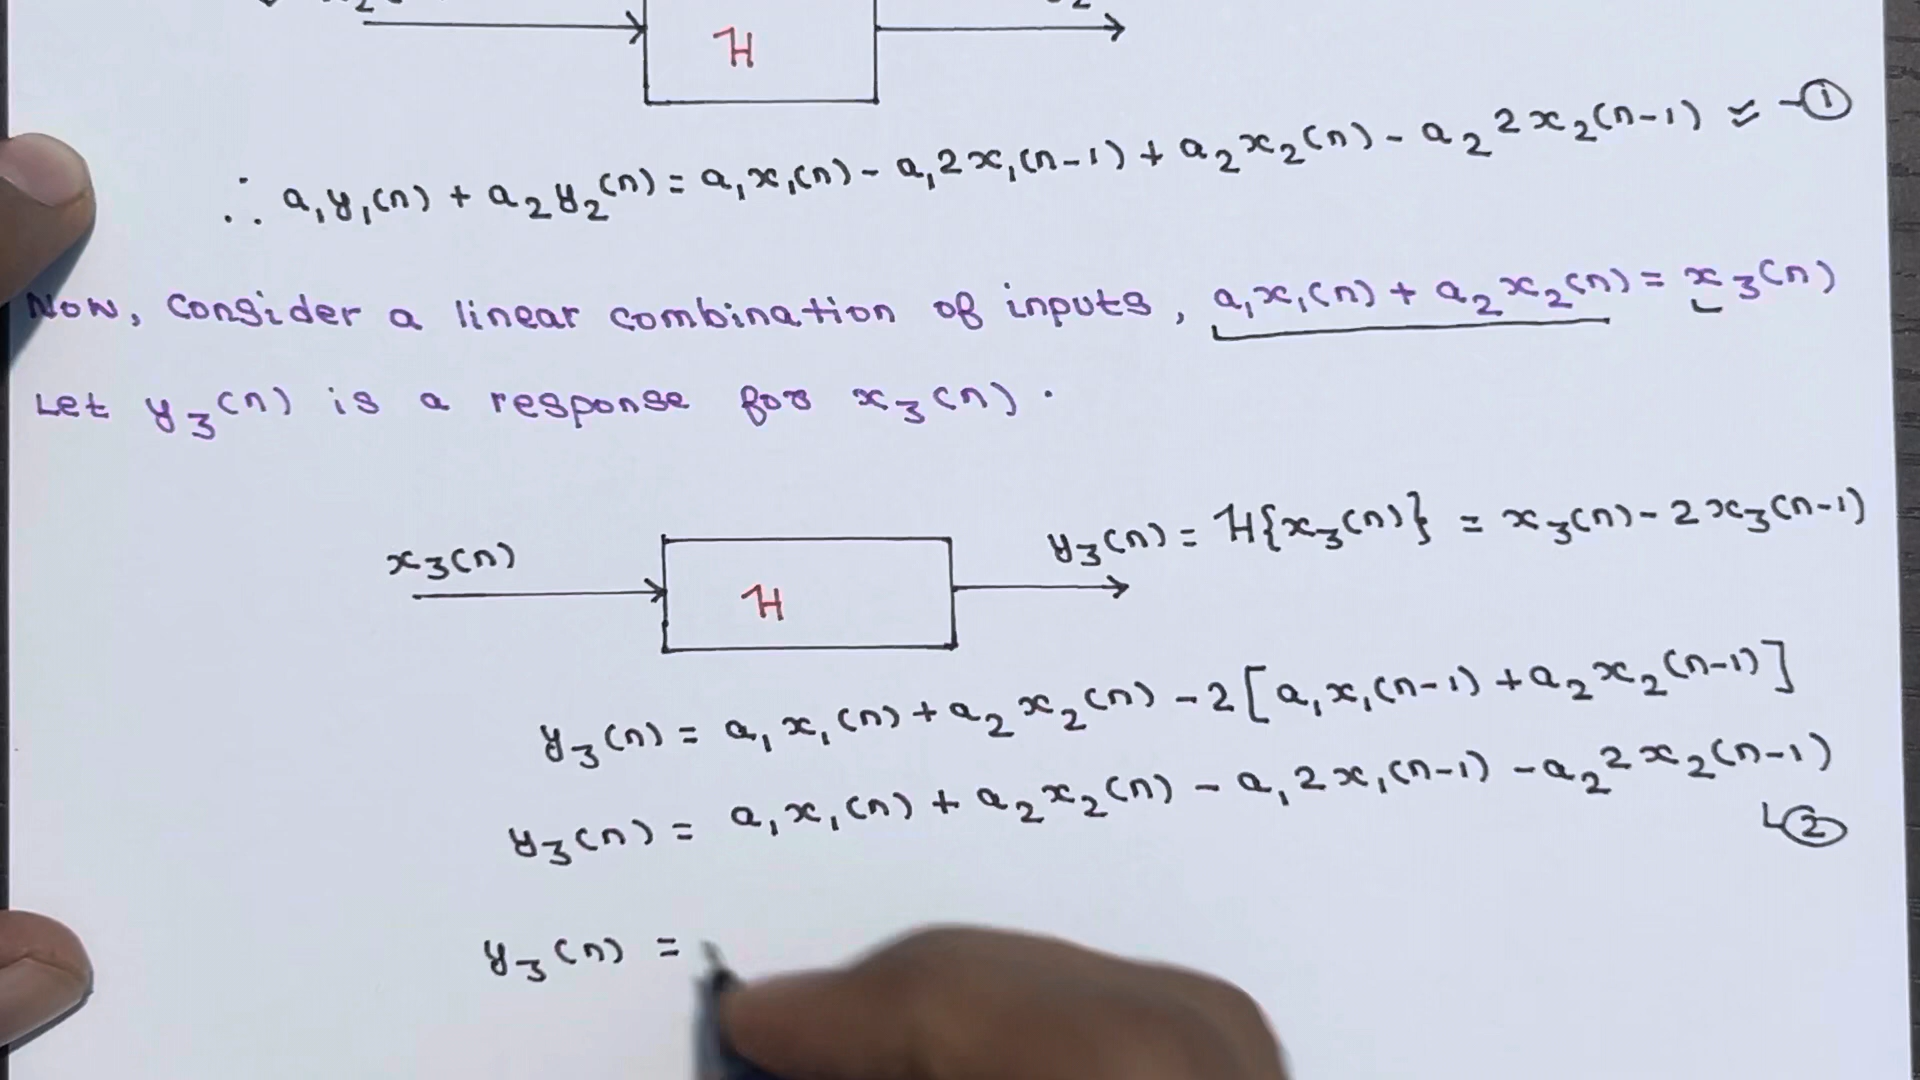 H
∴ a₁y₁(n) + a₂y₂(n) = a₁x₁(n) - a₁2x₁(n-1) + a₂x₂(n) - a₂2x₂(n-1) -①
Now, consider a linear combination of inputs, a₁x₁(n) + a₂x₂(n) = x₃(n)
Let y₃(n) is a response for x₃(n).
y₃(n) = H{x₃(n)} = x₃(n) - 2x₃(n-1)
x₃(n)
H
y₃(n) = a₁x₁(n) + a₂x₂(n) - 2[a₁x₁(n-1) + a₂x₂(n-1)]
y₃(n) = a₁x₁(n) + a₂x₂(n) - a₁2x₁(n-1) - a₂2x₂(n-1)
②
y₃(n) =